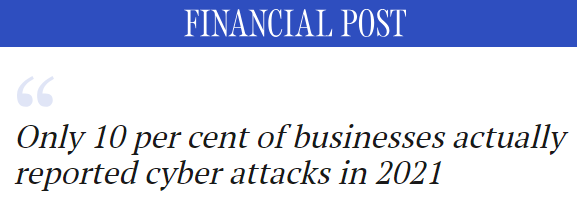 FINANCIAL POST
“
Only 10 per cent of businesses actually
reported cyber attacks in 2021